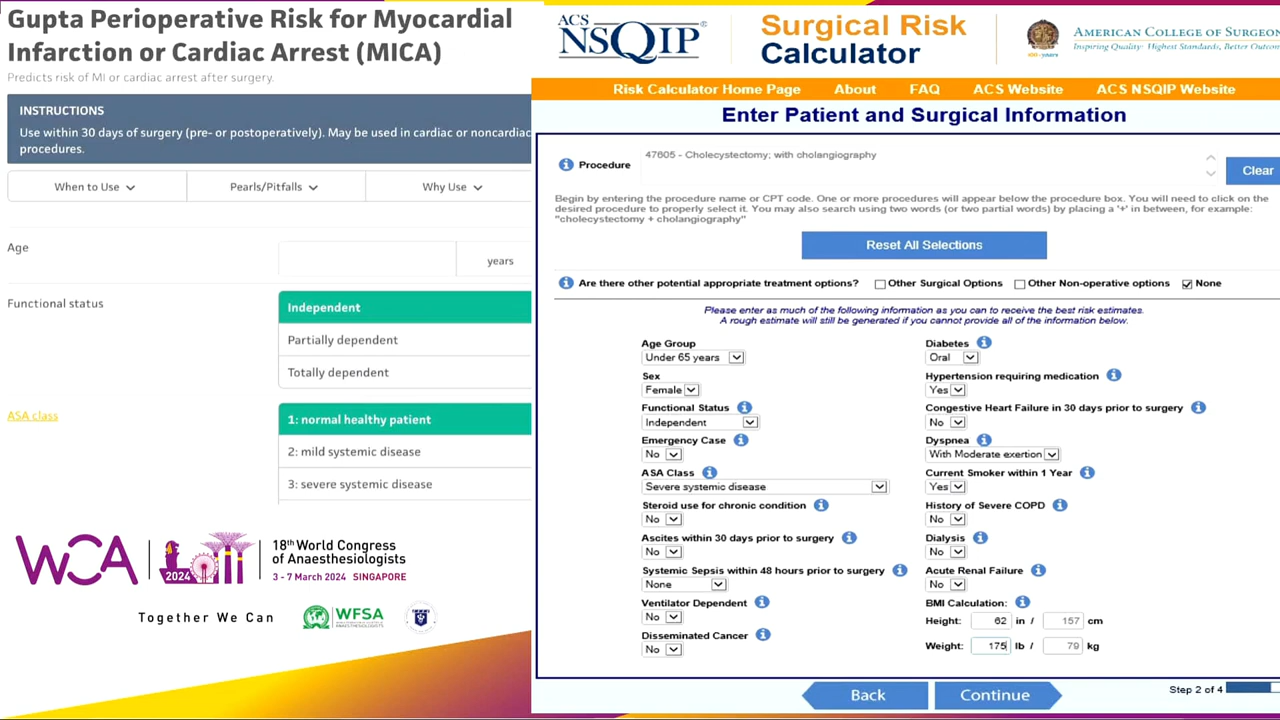 Gupta Perioperative Risk for Myocardial
Infarction or Cardiac Arrest (MICA)
Predicts risk of MI or cardiac arrest after surgery.
INSTRUCTIONS
Use within 30 days of surgery (pre- or postoperatively). May be used in cardiac or noncardiac
procedures.
When to Use
Pearls/Pitfalls
Why Use
Age
years
Functional status
Independent
Partially dependent
Totally dependent
ASA class
1: normal healthy patient
2: mild systemic disease
3: severe systemic disease
WCA
2024
18th World Congress
of Anaesthesiologists
3 - 7 March 2024 SINGAPORE
Together We Can
WFSA
ACS
NSQIP®
Surgical Risk
Calculator
AMERICAN COLLEGE OF SURGEON
Inspiring Quality: Highest Standards, Better Outcom
Risk Calculator Home Page
About
FAQ
ACS Website
ACS NSQIP Website
Enter Patient and Surgical Information
Procedure
47605 - Cholecystectomy; with cholangiography
Clear
Begin by entering the procedure name or CPT code. One or more procedures will appear below the procedure box. You will need to click on the
desired procedure to properly select it. You may also search using two words (or two partial words) by placing a '+' in between, for example:
"cholecystectomy + cholangiography"
Reset All Selections
Are there other potential appropriate treatment options? Other Surgical Options Other Non-operative options None
Please enter as much of the following information as you can to receive the best risk estimates.
A rough estimate will still be generated if you cannot provide all of the information below.
Age Group
Under 65 years
Sex
Female
Functional Status
Independent
Emergency Case
No
ASA Class
Severe systemic disease
Steroid use for chronic condition
No
Ascites within 30 days prior to surgery
No
Systemic Sepsis within 48 hours prior to surgery
None
Ventilator Dependent
No
Disseminated Cancer
No
Diabetes
Oral
Hypertension requiring medication
Yes
Congestive Heart Failure in 30 days prior to surgery
No
Dyspnea
With Moderate exertion
Current Smoker within 1 Year
Yes
History of Severe COPD
No
Dialysis
No
Acute Renal Failure
No
BMI Calculation:
Height: 62 in / 157 cm
Weight: 175 lb / 79 kg
Back
Continue
Step 2 of 4